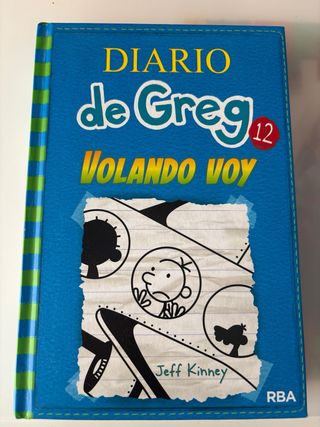 DIARIO
de Greg 12
VOLANDO VOY
Jeff Kinney
RBA